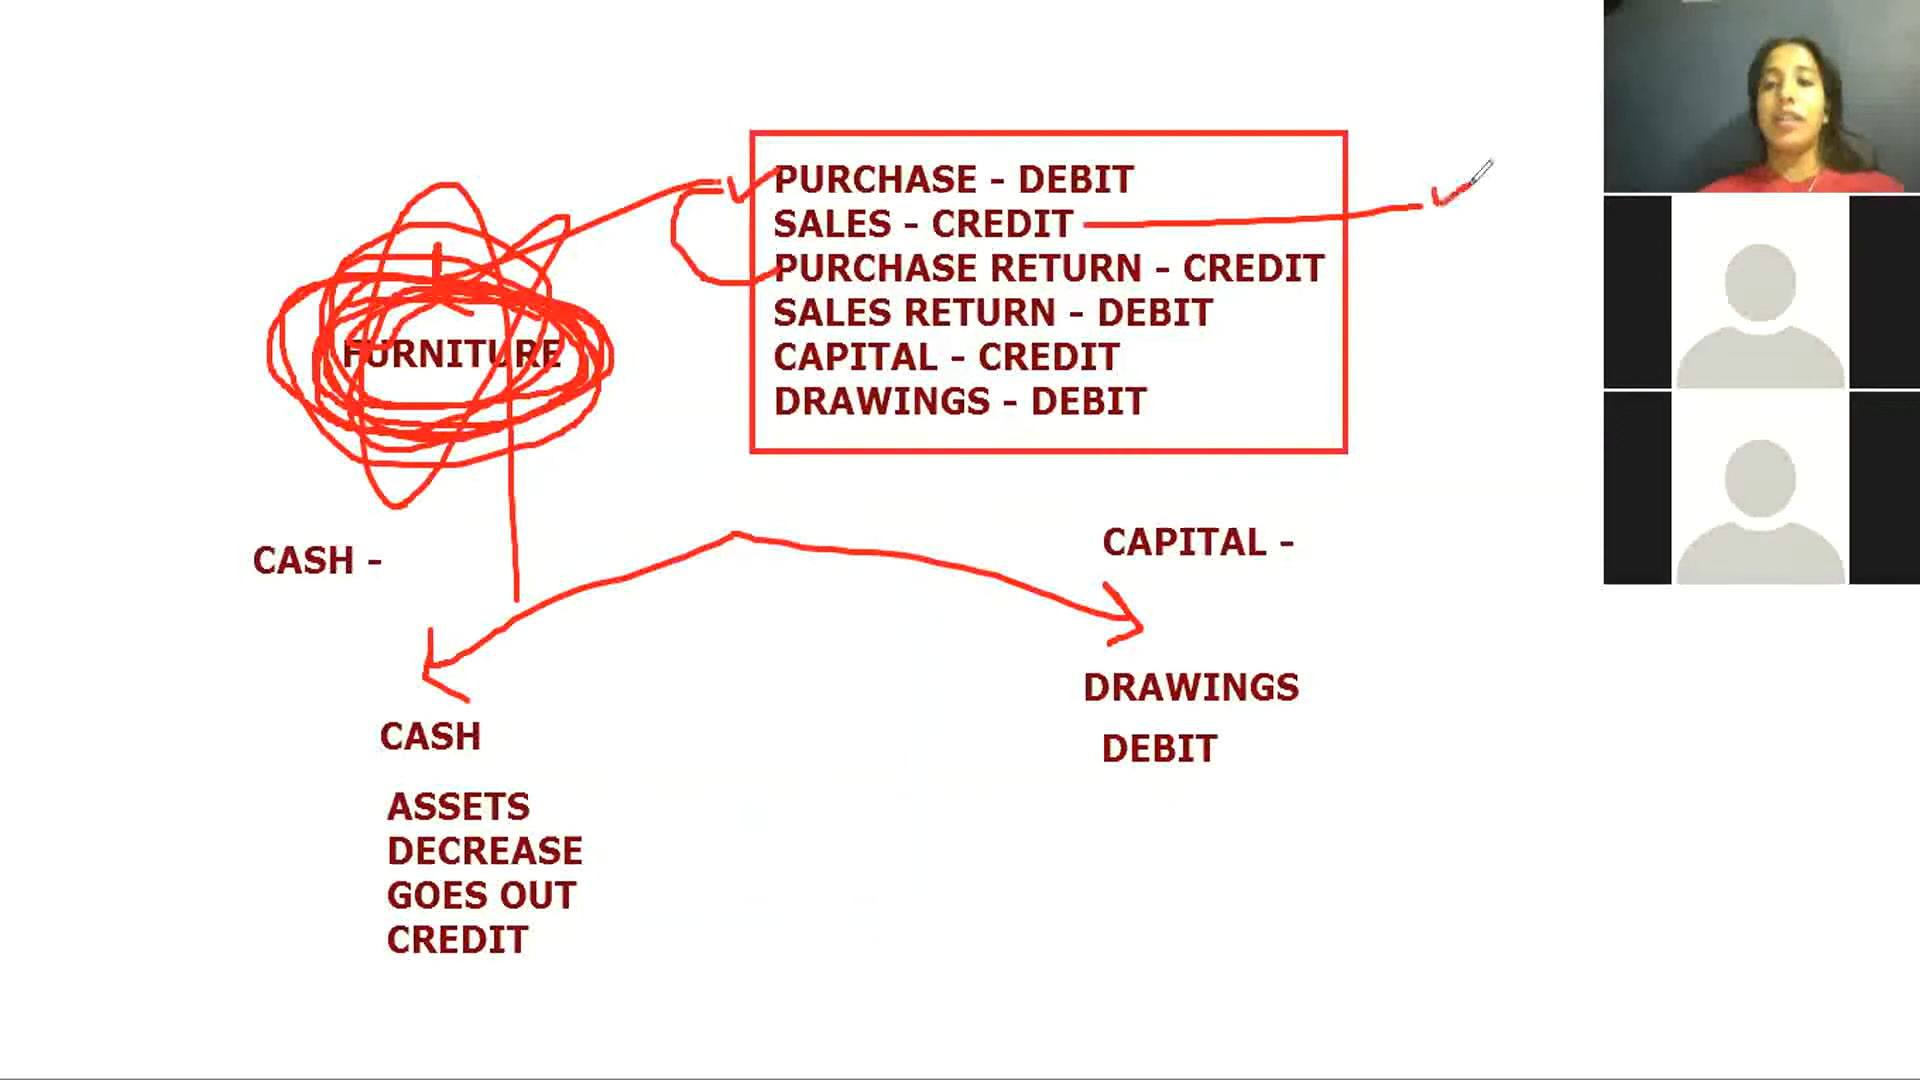 PURCHASE - DEBIT
SALES - CREDIT
PURCHASE RETURN - CREDIT
SALES RETURN - DEBIT
CAPITAL - CREDIT
DRAWINGS - DEBIT
FURNITURE
CASH -
CAPITAL -
DRAWINGS
DEBIT
CASH
ASSETS
DECREASE
GOES OUT
CREDIT